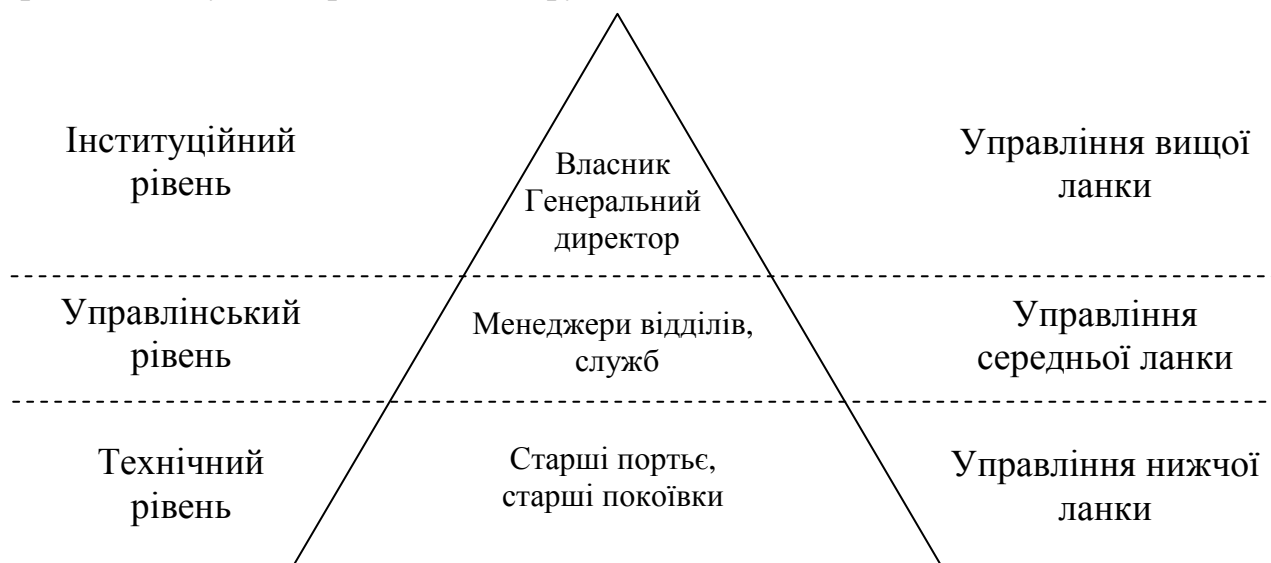 Інституційний
рівень
Власник
Генеральний
директор
Управління вищої
ланки
Управлінський
рівень
Менеджери відділів,
служб
Управління
середньої ланки
Технічний
рівень
Старші портьє,
старші покоївки
Управління нижчої
ланки